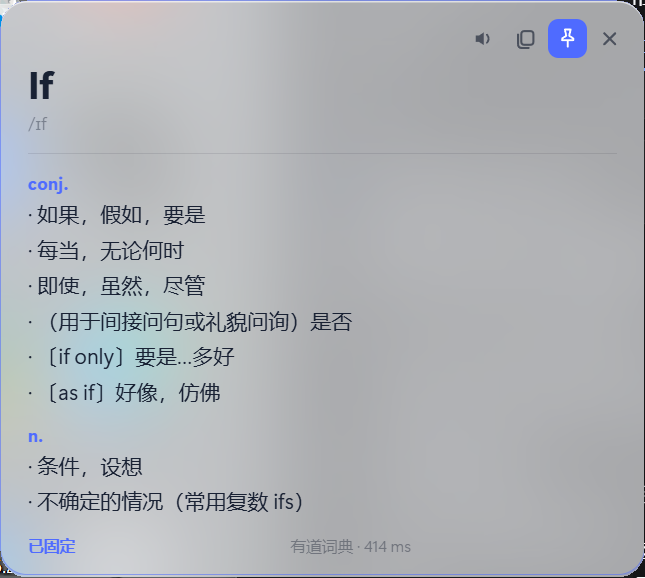 If
/ɪf
conj.
· 如果，假如，要是
· 每当，无论何时
· 即使，虽然，尽管
· （用于间接问句或礼貌问询）是否
· 〔if only〕要是...多好
· 〔as if〕好像，仿佛
n.
· 条件，设想
· 不确定的情况（常用复数 ifs）
已固定
有道词典 · 414 ms